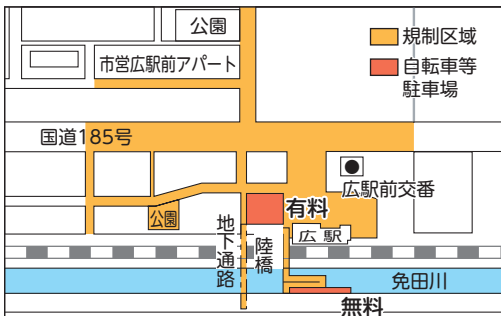 公園
規制区域
市営広駅前アパート
自転車等
駐車場
国道185号
広駅前交番
公園
有料
地下通路
陸橋
広駅
免田川
無料